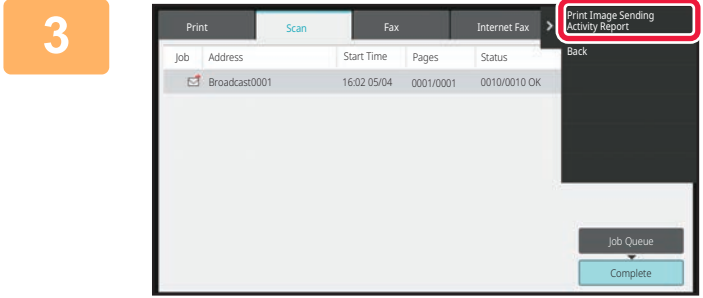 3
Print Scan Fax Internet Fax
Print Image Sending
Activity Report
Job Address Start Time Pages Status
Back
Broadcast0001 16:02 05/04 0001/0001 0010/0010 OK
Job Queue
Complete